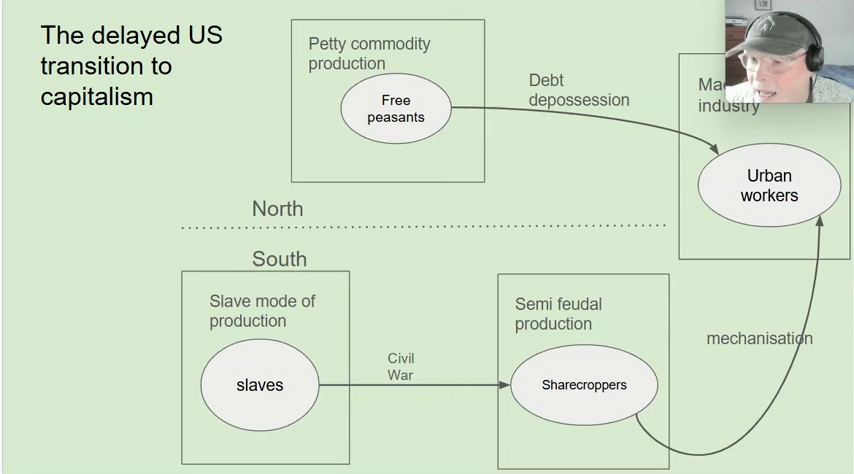 The delayed US
transition to
capitalism
Petty commodity
production
Free
peasants
Debt
depossession
industry
Urban
workers
North
South
Slave mode of
production
slaves
Civil
War
Semi feudal
production
Sharecroppers
mechanisation